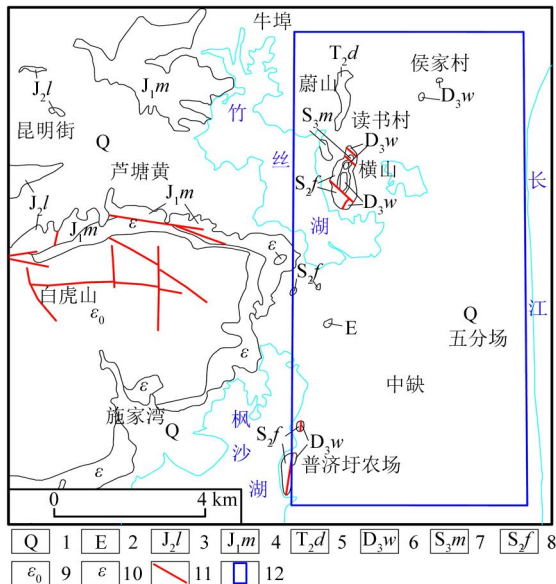 牛埠
T₂d
侯家村
J₂l
J₁m
蔚山
D₃w
昆明街
竹
S₃m
读书村
Q
D₃w
丝
横山
长
芦塘黄
S₂f
J₁m
D₃w
湖
J₂l
J₁m
ε
ε
S₂f
白虎山
ε₀
江
E
Q
五分场
ε
ε
中缺
施家湾
Q
枫
S₂f
D₃w
沙
普济圩农场
ε
湖
0 4 km
Q 1 E 2 J₂l 3 J₁m 4 T₂d 5 D₃w 6 S₃m 7 S₂f 8
ε₀ 9 ε 10 11 12